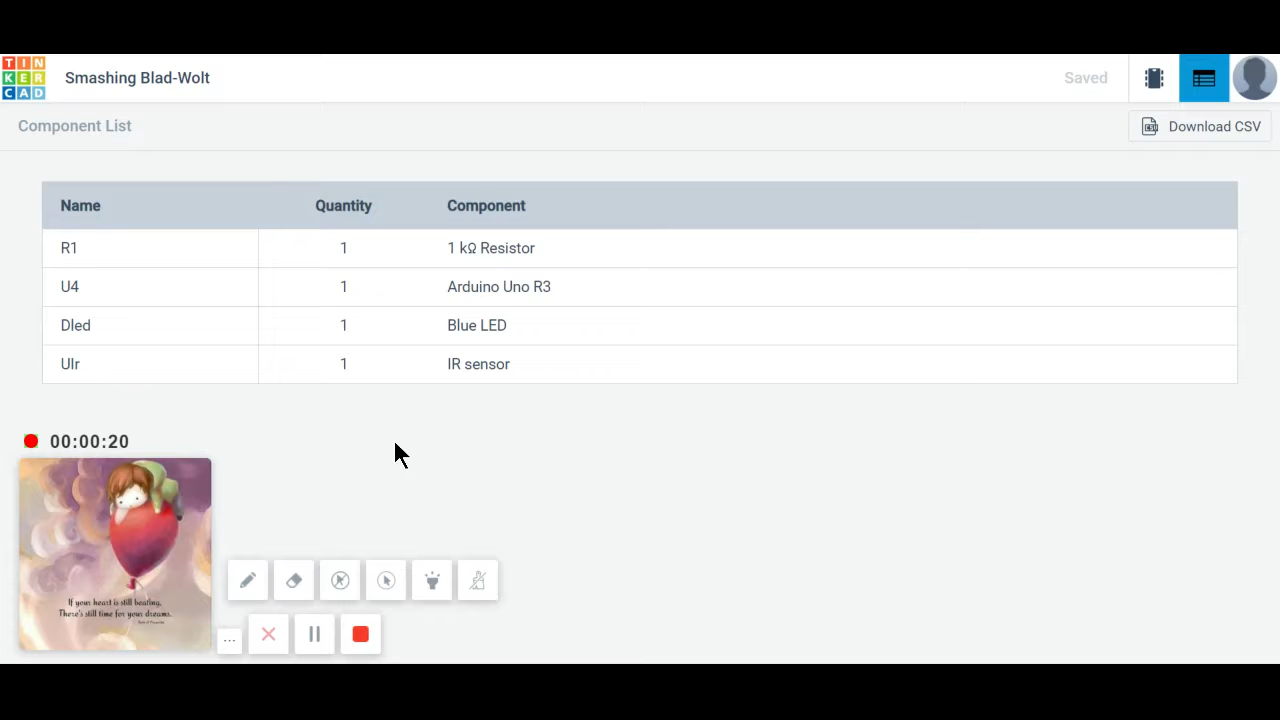 TIN
KER
CAD
Smashing Blad-Wolt
Saved
Component List
Download CSV
Name Quantity Component
R1 1 1 kΩ Resistor
U4 1 Arduino Uno R3
Dled 1 Blue LED
UIr 1 IR sensor
00:00:20
If your heart is still beating,
There's still time for your dreams.
...